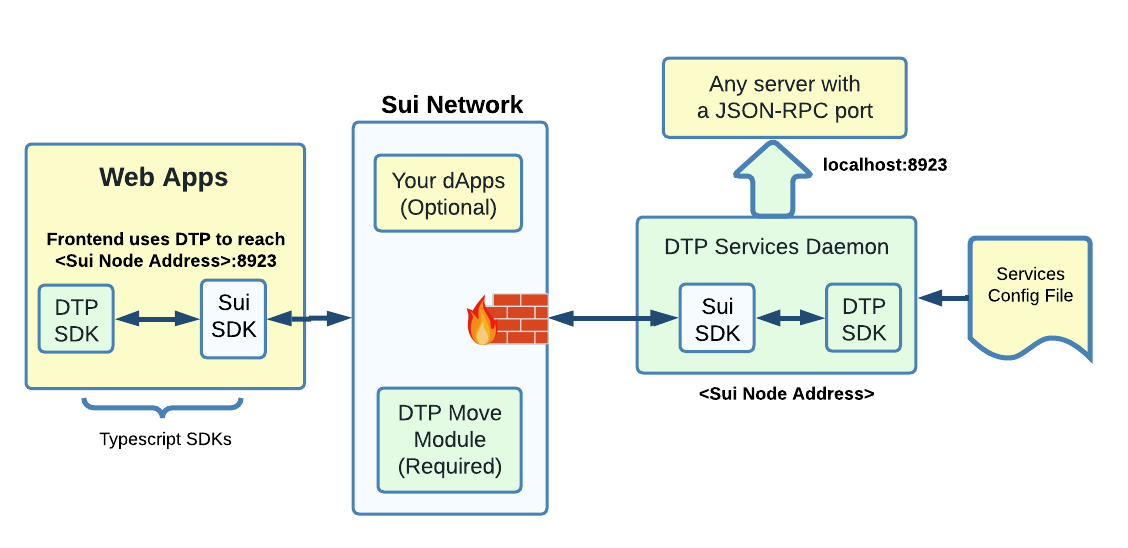 Web Apps
Frontend uses DTP to reach
<Sui Node Address>:8923
DTP
SDK
Sui
SDK
Typescript SDKs
Sui Network
Your dApps
(Optional)
DTP Move
Module
(Required)
Any server with
a JSON-RPC port
localhost:8923
DTP Services Daemon
Sui
SDK
DTP
SDK
<Sui Node Address>
Services
Config File